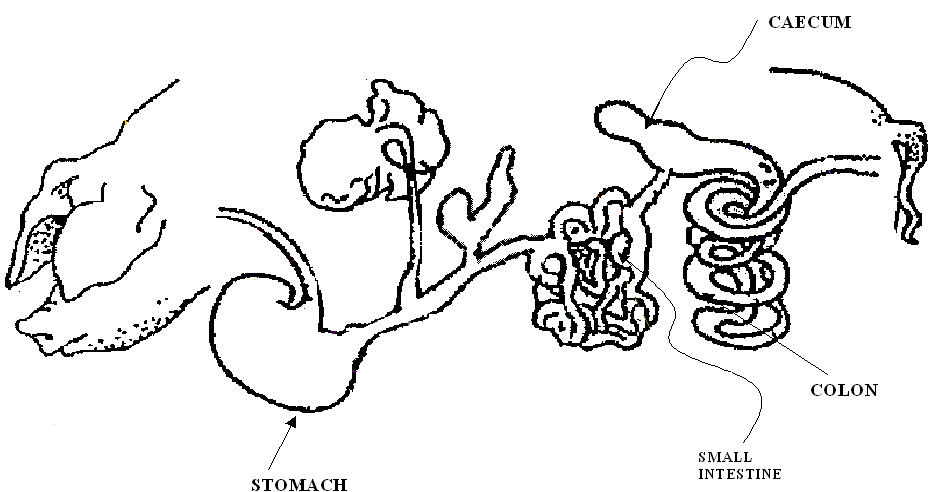 CAECUM
COLON
SMALL
INTESTINE
STOMACH